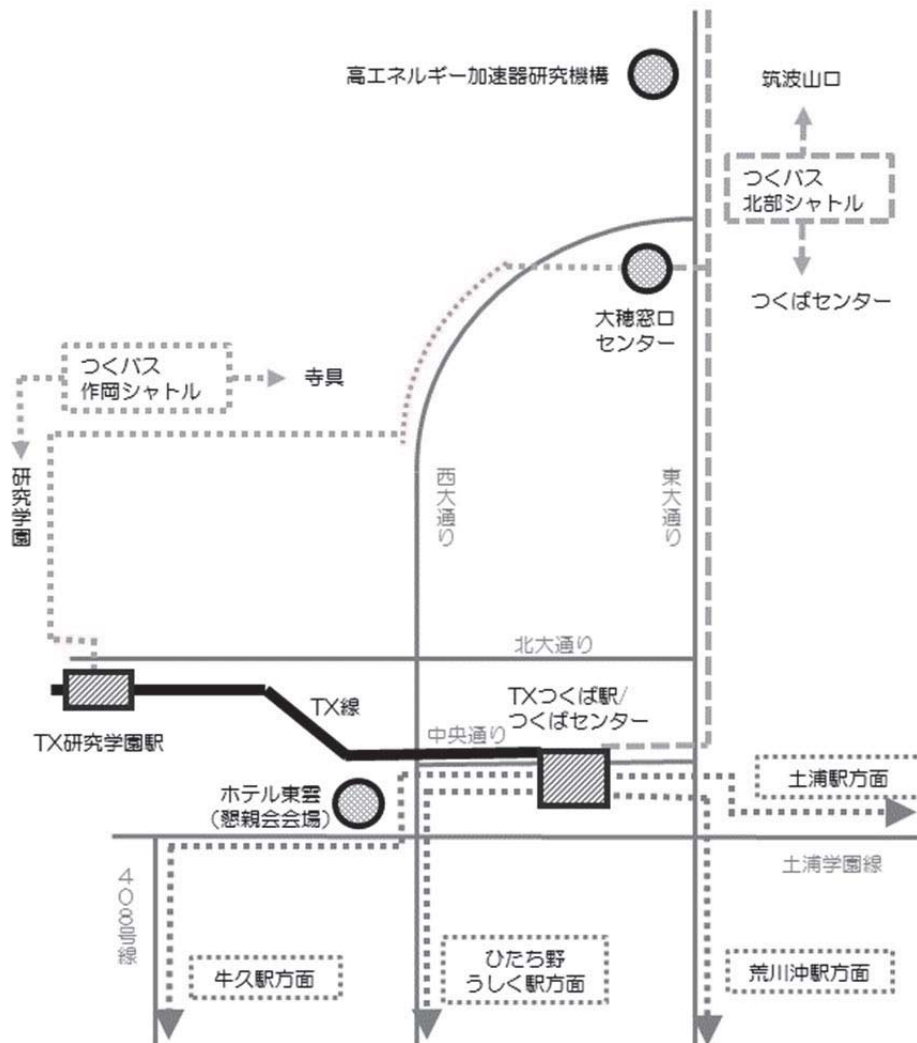 高エネルギー加速器研究機構
筑波山口
つくバス
北部シャトル
つくばセンター
大穂窓口
センター
つくバス
作岡シャトル
寺具
研究学園
西大通り
東大通り
北大通り
TX線
TXつくば駅/
つくばセンター
中央通り
TX研究学園駅
ホテル東雲
(懇親会会場)
土浦駅方面
土浦学園線
408号線
牛久駅方面
ひたち野
うしく駅方面
荒川沖駅方面